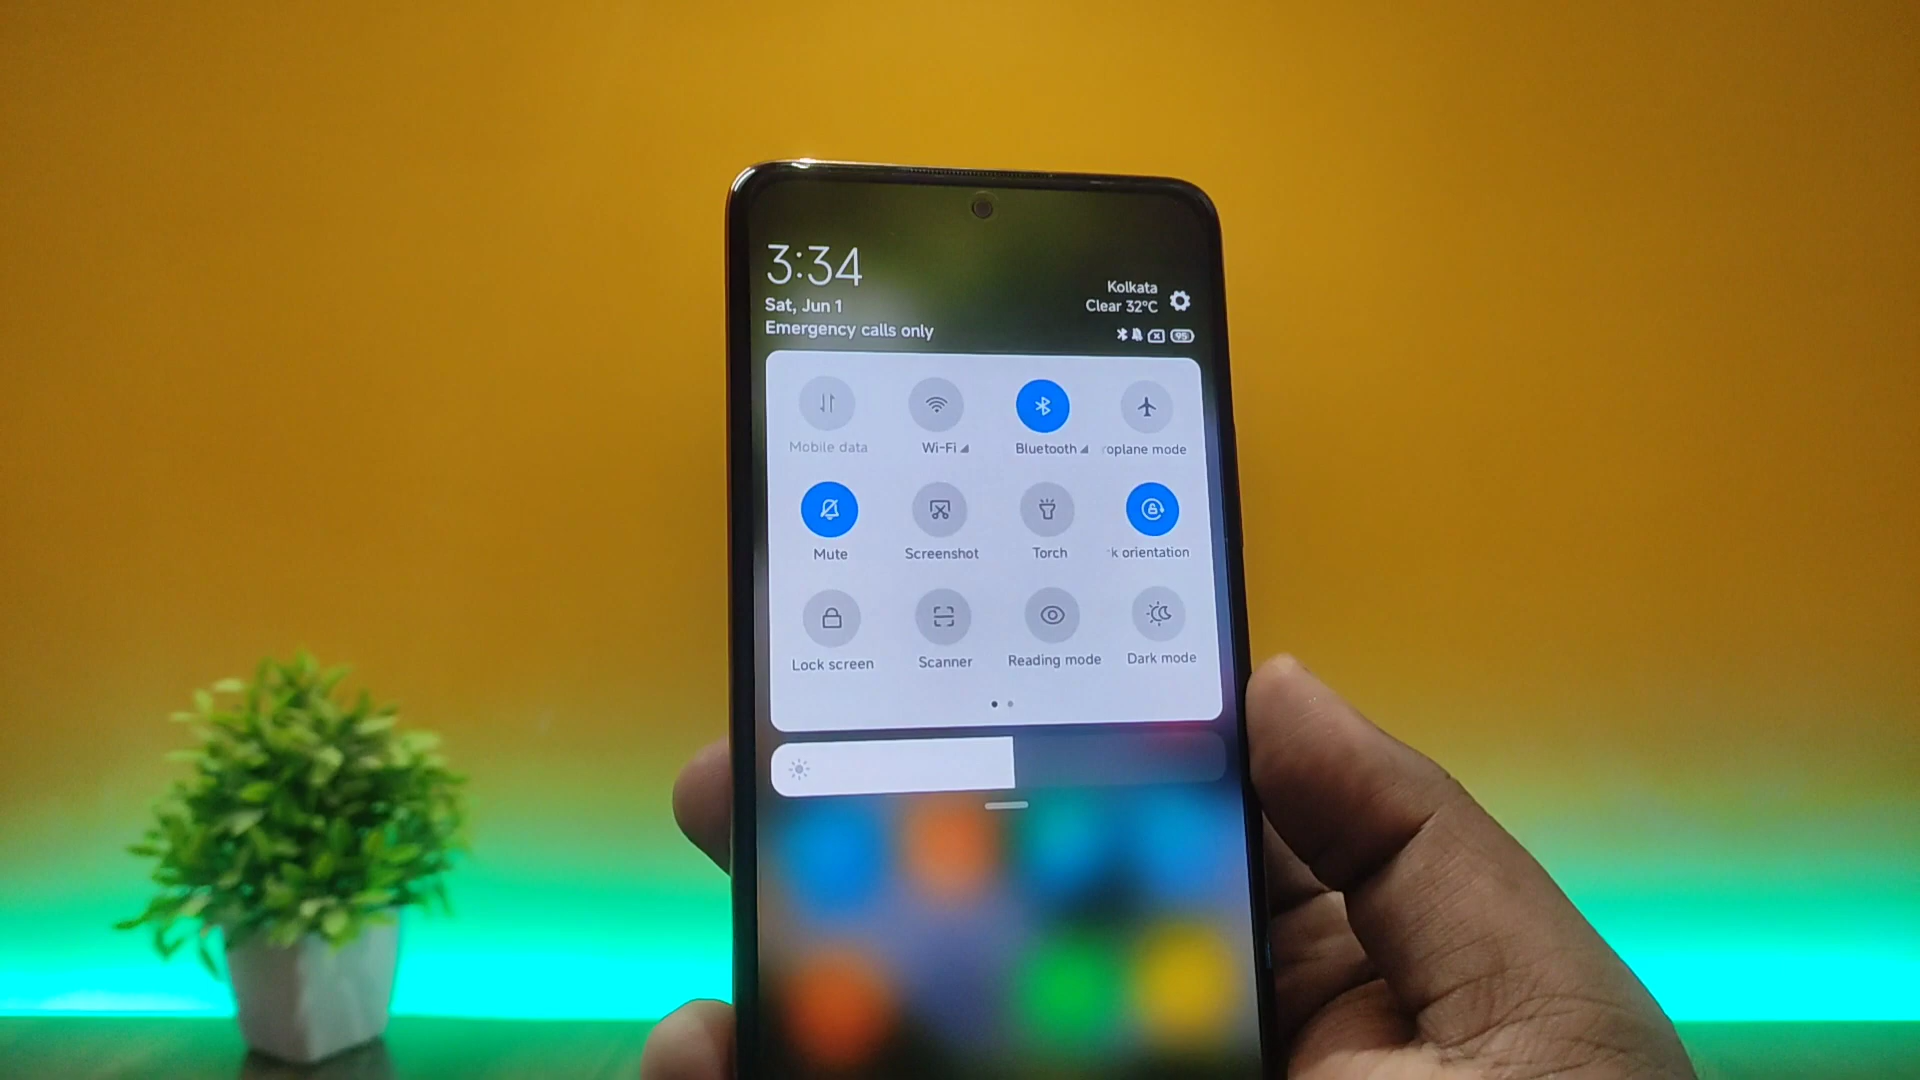 3:34
Sat, Jun 1
Emergency calls only
Kolkata
Clear 32°C
95
Mobile data
Wi-Fi
Bluetooth
oplane mode
Mute
Screenshot
Torch
k orientation
Lock screen
Scanner
Reading mode
Dark mode